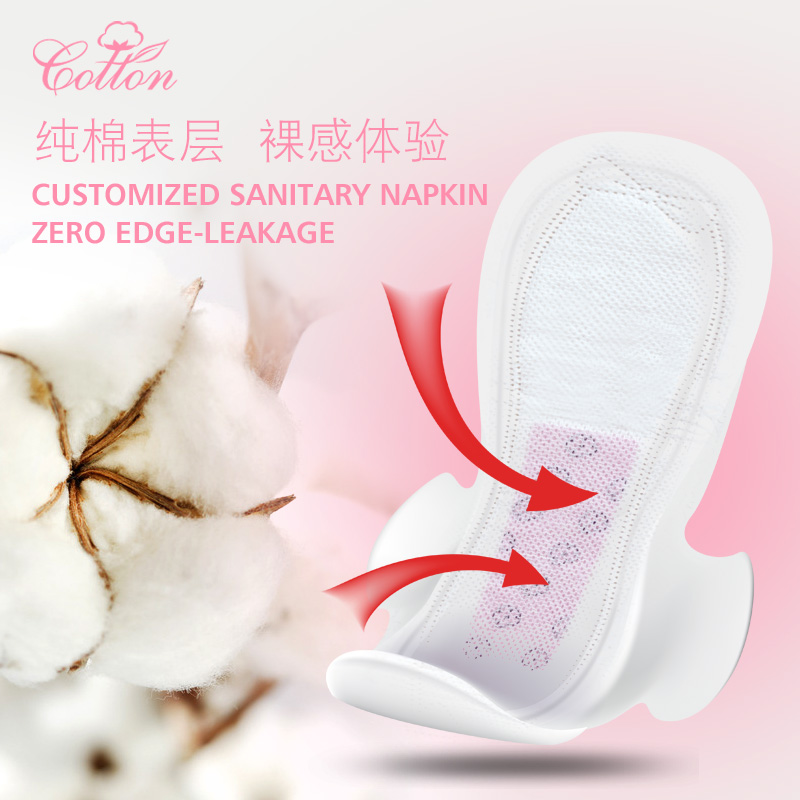 Cotton
纯棉表层 裸感体验
CUSTOMIZED SANITARY NAPKIN
ZERO EDGE-LEAKAGE